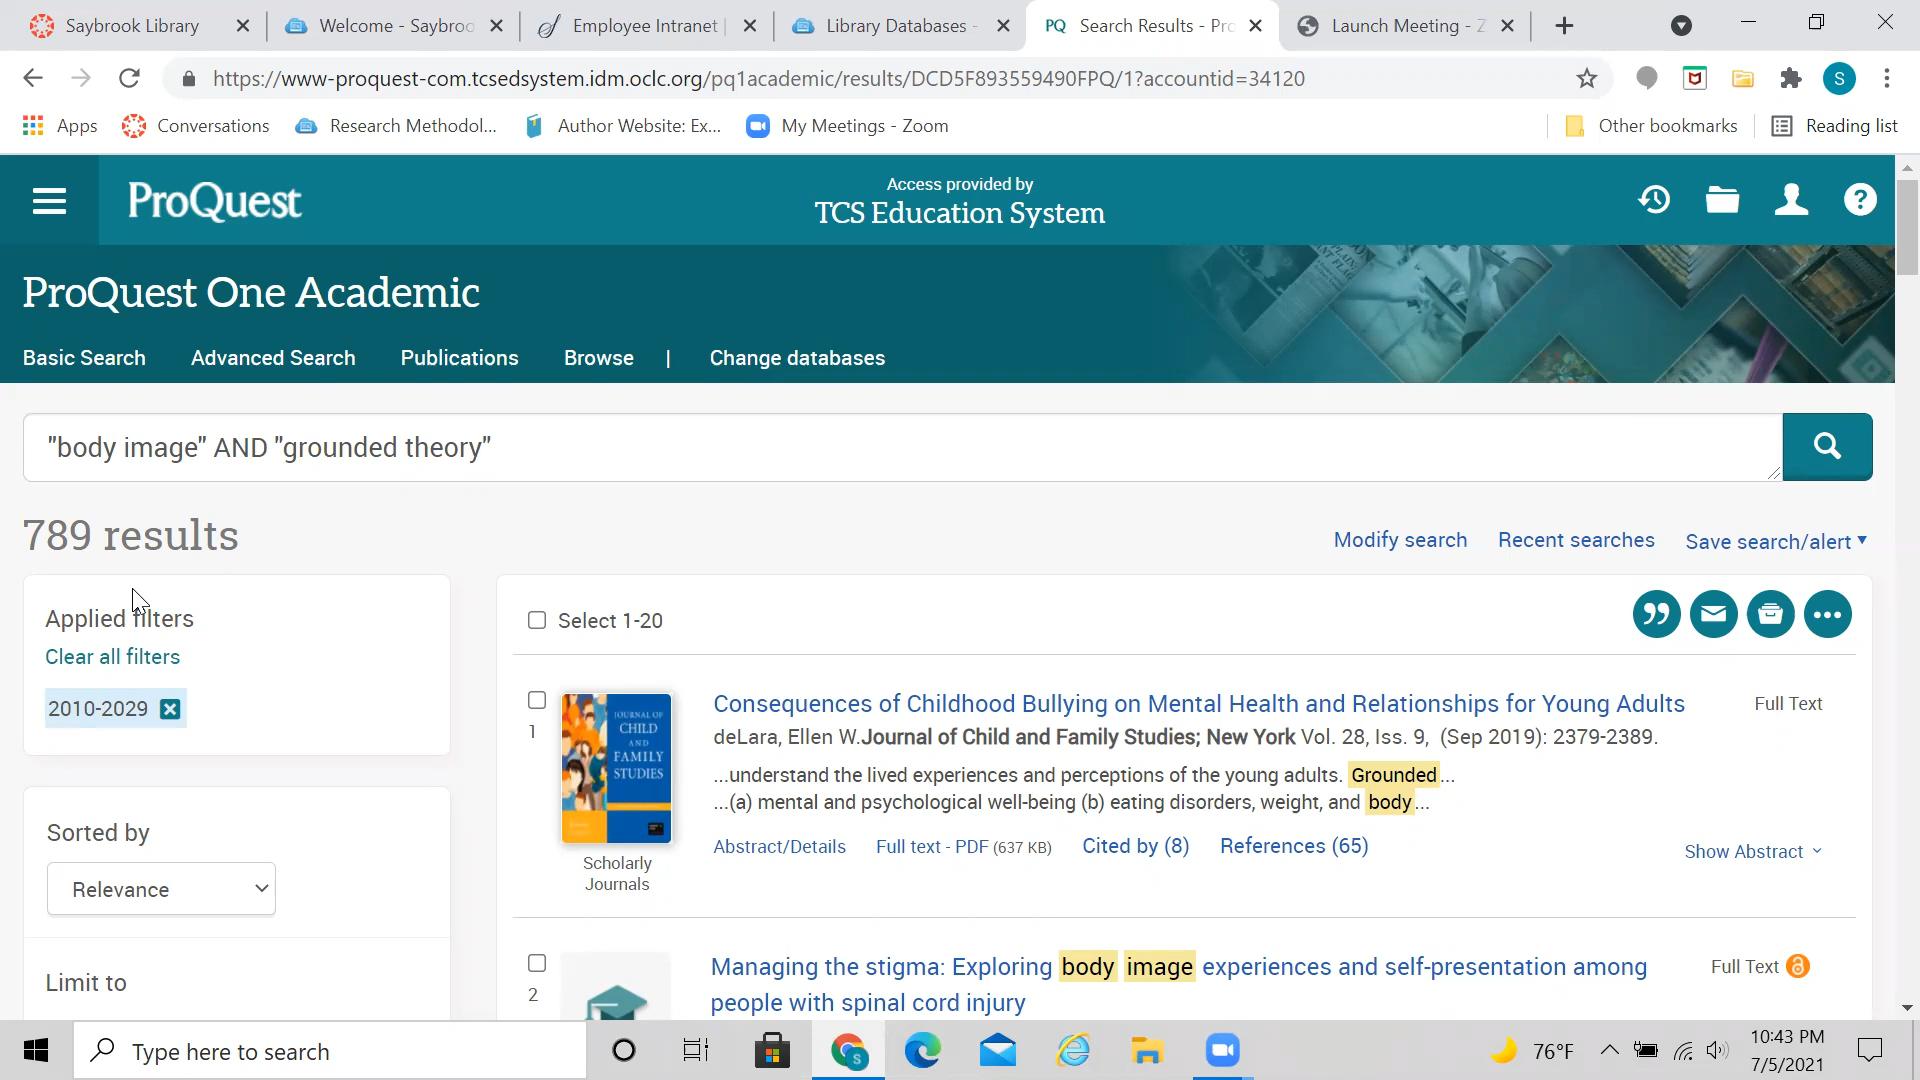 Saybrook Library
Welcome - Saybroo
Employee Intranet
Library Databases -
PQ Search Results - Pro
Launch Meeting - Z
https://www-proquest-com.tcsedsystem.idm.oclc.org/pq1academic/results/DCD5F893559490FPQ/1?accountid=34120
S
Apps
Conversations
Research Methodol...
Author Website: Ex...
My Meetings - Zoom
Other bookmarks
Reading list
ProQuest
Access provided by
TCS Education System
?
ProQuest One Academic
Basic Search Advanced Search Publications Browse | Change databases
"body image" AND "grounded theory"
789 results
Modify search Recent searches Save search/alert
Applied filters
Clear all filters
2010-2029
Sorted by
Relevance
Limit to
Select 1-20
1
JOURNAL OF
CHILD
AND
FAMILY
STUDIES
Scholarly
Journals
Consequences of Childhood Bullying on Mental Health and Relationships for Young Adults
Full Text
deLara, Ellen W.Journal of Child and Family Studies; New York Vol. 28, Iss. 9, (Sep 2019): 2379-2389.
...understand the lived experiences and perceptions of the young adults. Grounded...
...(a) mental and psychological well-being (b) eating disorders, weight, and body...
Abstract/Details Full text - PDF (637 KB) Cited by (8) References (65)
Show Abstract
2
Managing the stigma: Exploring body image experiences and self-presentation among
people with spinal cord injury
Full Text
Type here to search
S
76°F
10:43 PM
7/5/2021